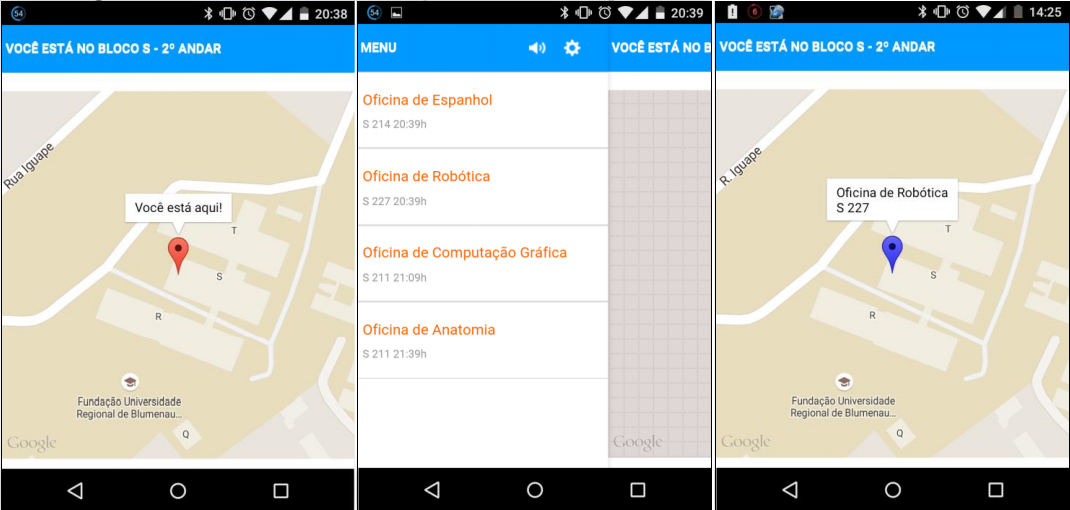 54
20:38
VOCÊ ESTÁ NO BLOCO S - 2º ANDAR
Rua Iguape
Você está aqui!
T
S
R
Fundação Universidade
Regional de Blumenau...
Q
Google
54
20:39
MENU
VOCÊ ESTÁ NO B
Oficina de Espanhol
S 214 20:39h
Oficina de Robótica
S 227 20:39h
Oficina de Computação Gráfica
S 211 21:09h
Oficina de Anatomia
S 211 21:39h
Google
6
14:25
VOCÊ ESTÁ NO BLOCO S - 2º ANDAR
R. Iguape
Oficina de Robótica
S 227
T
S
R
Fundação Universidade
Regional de Blumenau...
Q
Google